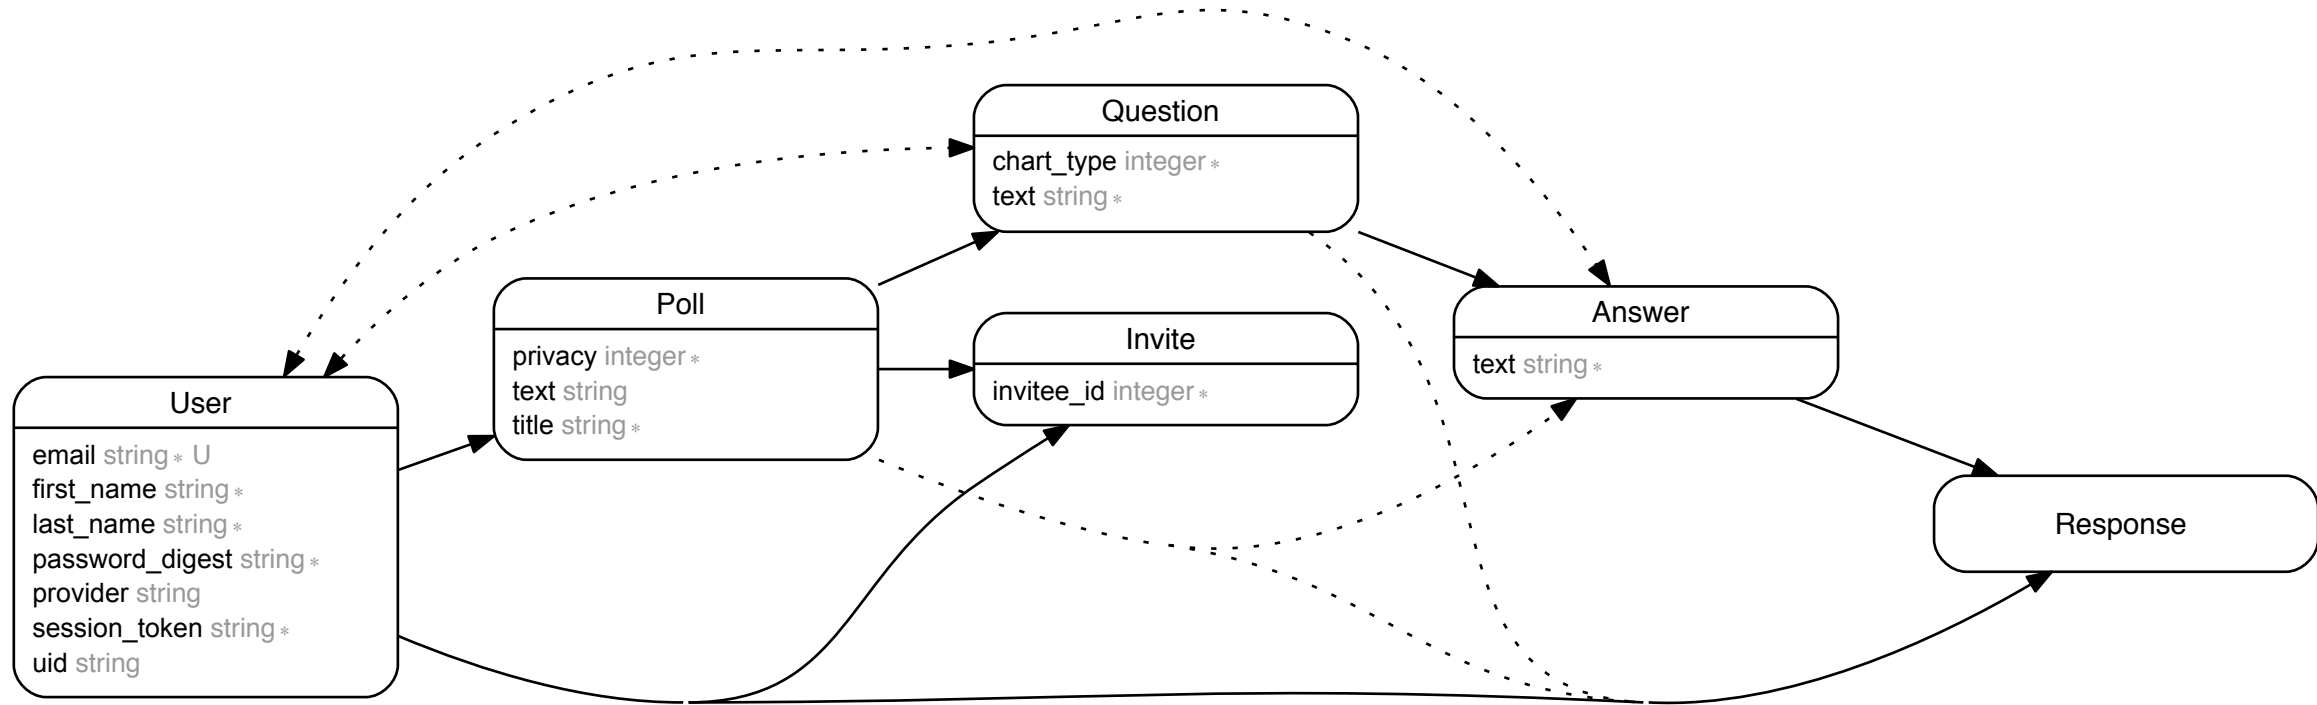 Question
chart_type integer *
text string *
Poll
privacy integer *
text string
title string *
Invite
invitee_id integer *
Answer
text string *
User
email string * U
first_name string *
last_name string *
password_digest string *
provider string
session_token string *
uid string
Response